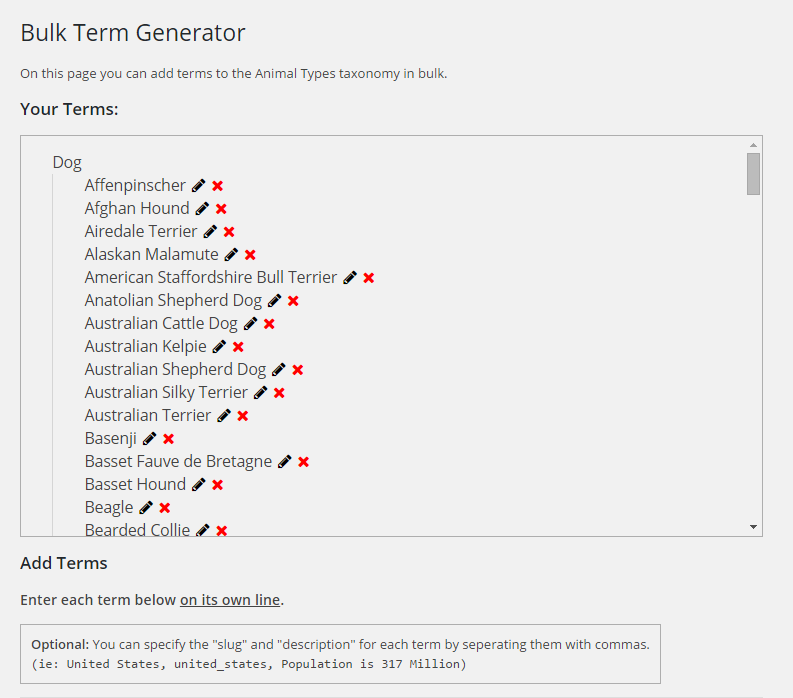 Bulk Term Generator
On this page you can add terms to the Animal Types taxonomy in bulk.
Your Terms:
Dog
Affenpinscher
Afghan Hound
Airedale Terrier
Alaskan Malamute
American Staffordshire Bull Terrier
Anatolian Shepherd Dog
Australian Cattle Dog
Australian Kelpie
Australian Shepherd Dog
Australian Silky Terrier
Australian Terrier
Basenji
Basset Fauve de Bretagne
Basset Hound
Beagle
Bearded Collie
Add Terms
Enter each term below on its own line.
Optional: You can specify the "slug" and "description" for each term by seperating them with commas.
(ie: United States, united_states, Population is 317 Million)